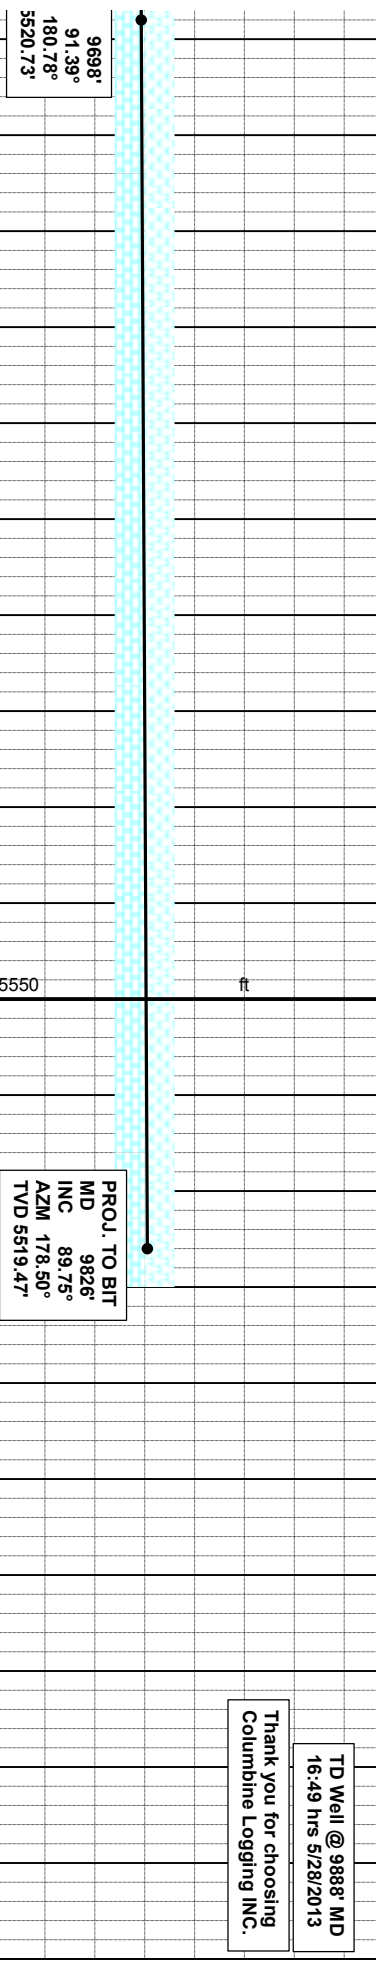 9698'
91.39°
180.78°
5520.73'
5550
ft
PROJ. TO BIT
MD 9826'
INC 89.75°
AZM 178.50°
TVD 5519.47'
TD Well @ 9888' MD
16:49 hrs 5/28/2013
Thank you for choosing
Columbine Logging INC.